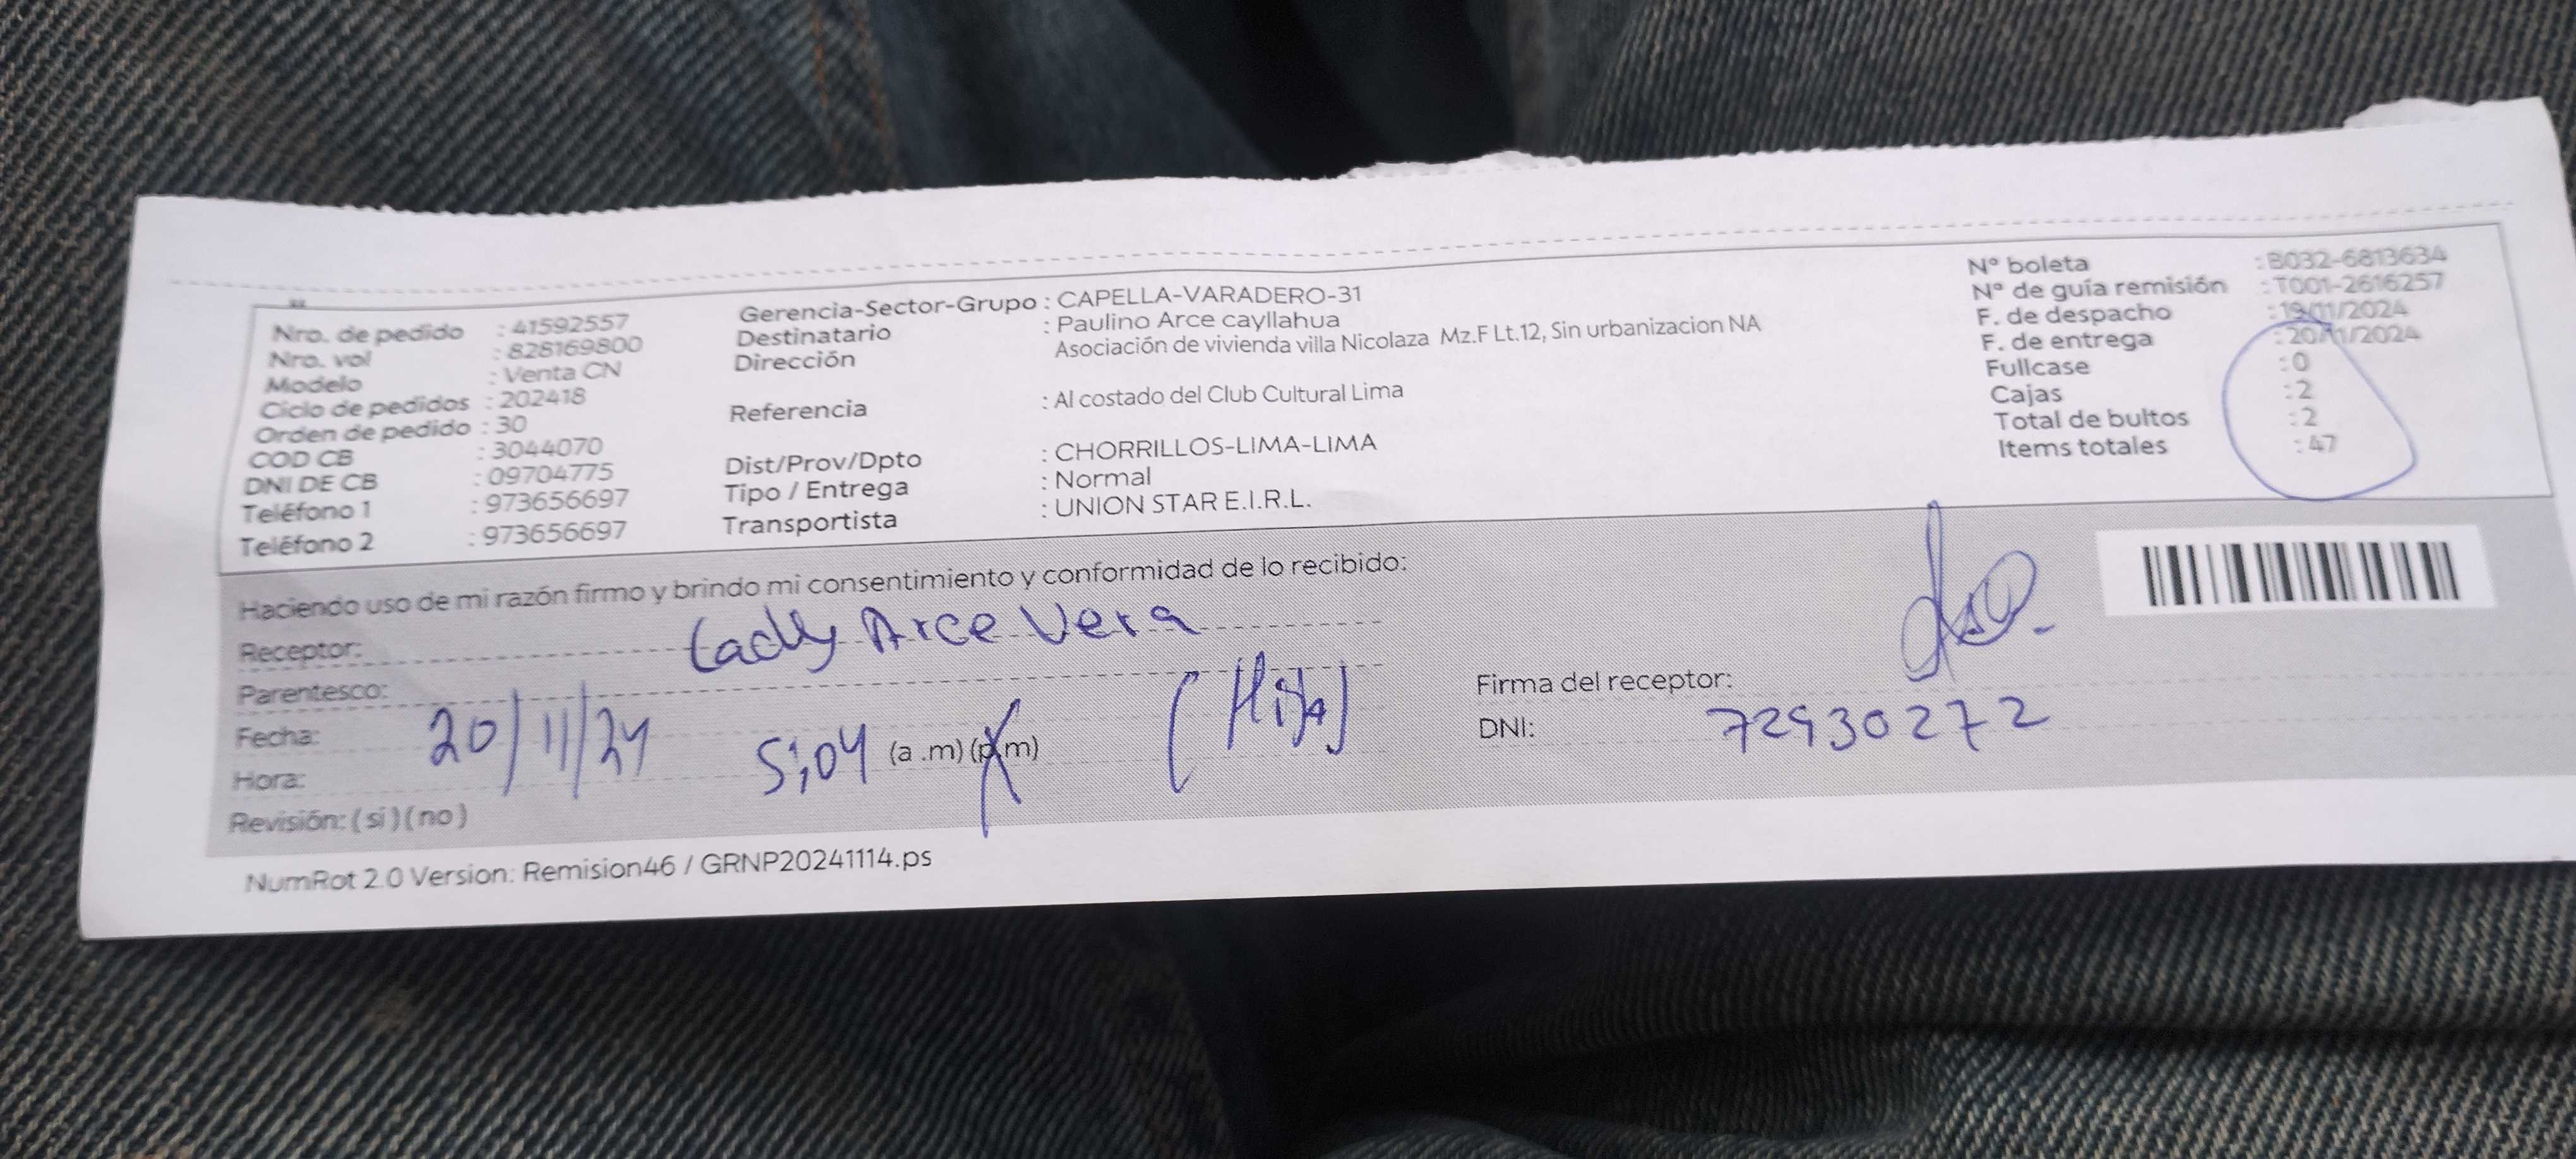 Nro. de pedido : 41592557
Nro. vol : 828169800
Modelo : Venta CN
Ciclo de pedidos : 202418
Orden de pedido : 30
COD CB : 3044070
DNI DE CB : 09704775
Teléfono 1 : 973656697
Teléfono 2 : 973656697
Gerencia-Sector-Grupo : CAPELLA-VARADERO-31
Destinatario : Paulino Arce cayllahua
Dirección Asociación de vivienda villa Nicolaza Mz.F Lt.12, Sin urbanizacion NA
Referencia : Al costado del Club Cultural Lima
Dist/Prov/Dpto : CHORRILLOS-LIMA-LIMA
Tipo / Entrega : Normal
Transportista : UNION STAR E.I.R.L.
N° boleta : B032-6813634
N° de guía remisión : T001-2616257
F. de despacho : 19/11/2024
F. de entrega : 20/11/2024
Fullcase : 0
Cajas : 2
Total de bultos : 2
Items totales : 47
Haciendo uso de mi razón firmo y brindo mi consentimiento y conformidad de lo recibido:
Receptor: Lady Arce Vera
Parentesco: (Hija)
Fecha: 20/11/24
Hora: 5:04 (a .m) (p.m)
Revisión: ( si ) ( no )
Firma del receptor:
DNI: 72930272
NumRot 2.0 Version: Remision46 / GRNP20241114.ps